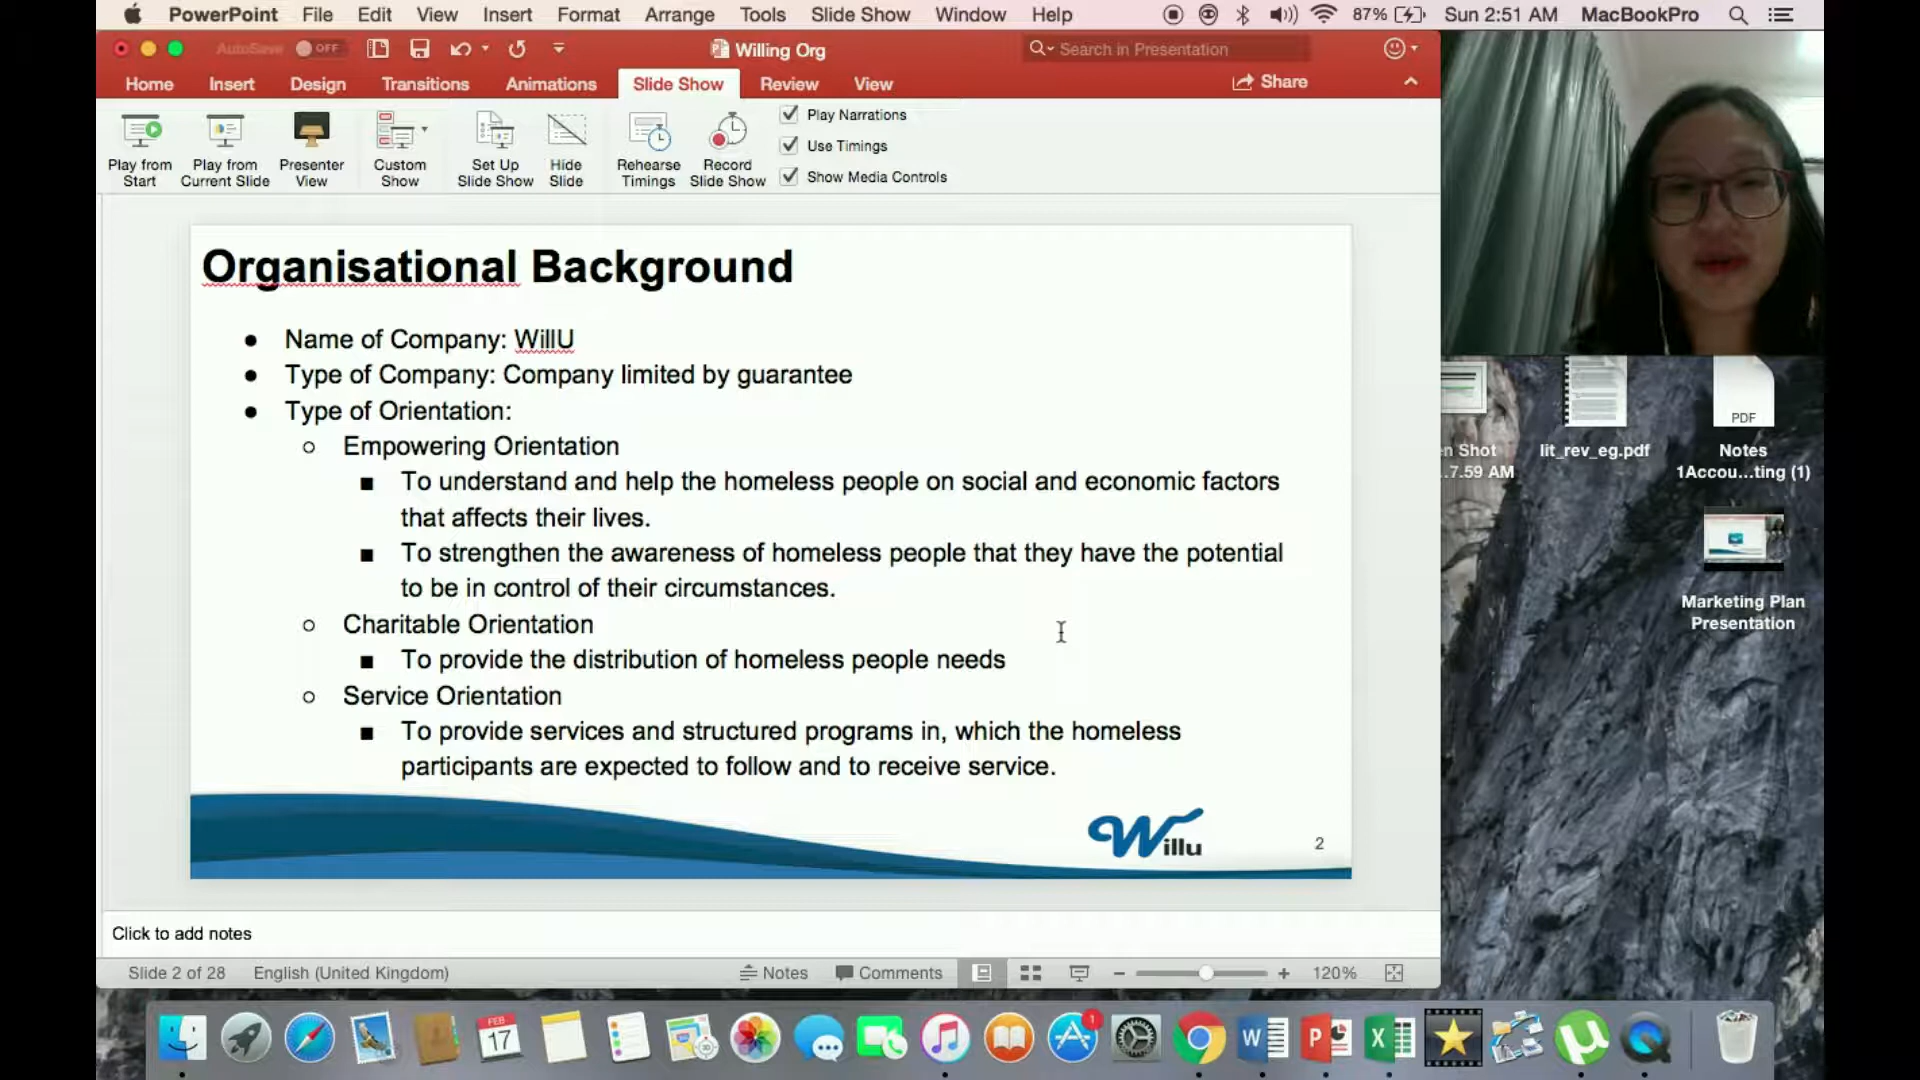 PowerPoint File Edit View Insert Format Arrange Tools Slide Show Window Help 87% Sun 2:51 AM MacBookPro
AutoSave OFF Willing Org Search in Presentation
Home Insert Design Transitions Animations Slide Show Review View Share
Play from Start
Play from Current Slide
Presenter View
Custom Show
Set Up Slide Show
Hide Slide
Rehearse Timings
Record Slide Show
Play Narrations
Use Timings
Show Media Controls
Organisational Background
● Name of Company: WillU
● Type of Company: Company limited by guarantee
● Type of Orientation:
○ Empowering Orientation
■ To understand and help the homeless people on social and economic factors
that affects their lives.
■ To strengthen the awareness of homeless people that they have the potential
to be in control of their circumstances.
○ Charitable Orientation
■ To provide the distribution of homeless people needs
○ Service Orientation
■ To provide services and structured programs in, which the homeless
participants are expected to follow and to receive service.
Willu
2
Click to add notes
Slide 2 of 28 English (United Kingdom) Notes Comments 120%
PDF
n Shot
..7.59 AM
lit_rev_eg.pdf
Notes
1Accou...ting (1)
Marketing Plan
Presentation
FEB
17
1
W P X